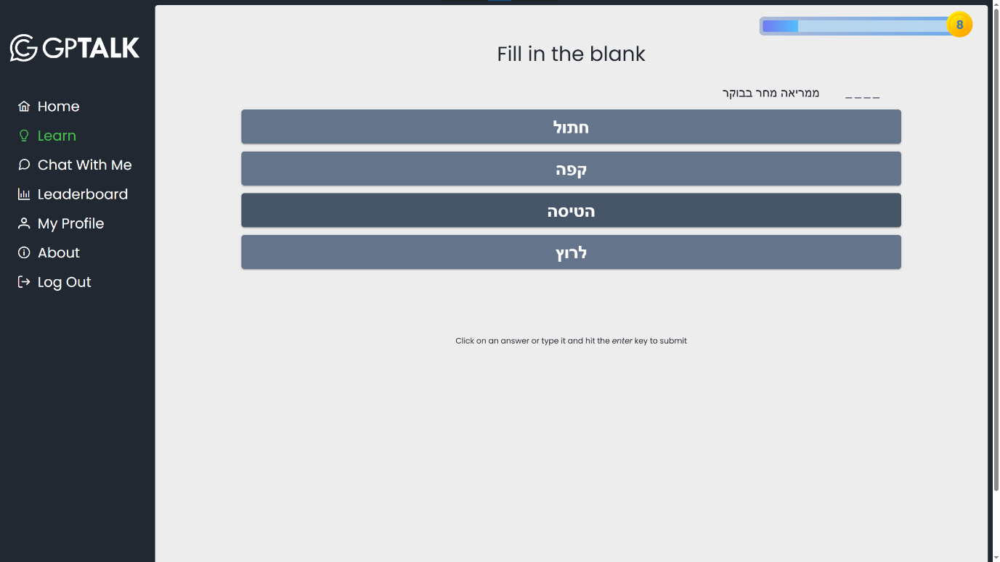 GPTALK
Home
Learn
Chat With Me
Leaderboard
My Profile
About
Log Out
8
Fill in the blank
____ ממריאה מחר בבוקר
חתול
קפה
הטיסה
לרוץ
Click on an answer or type it and hit the enter key to submit